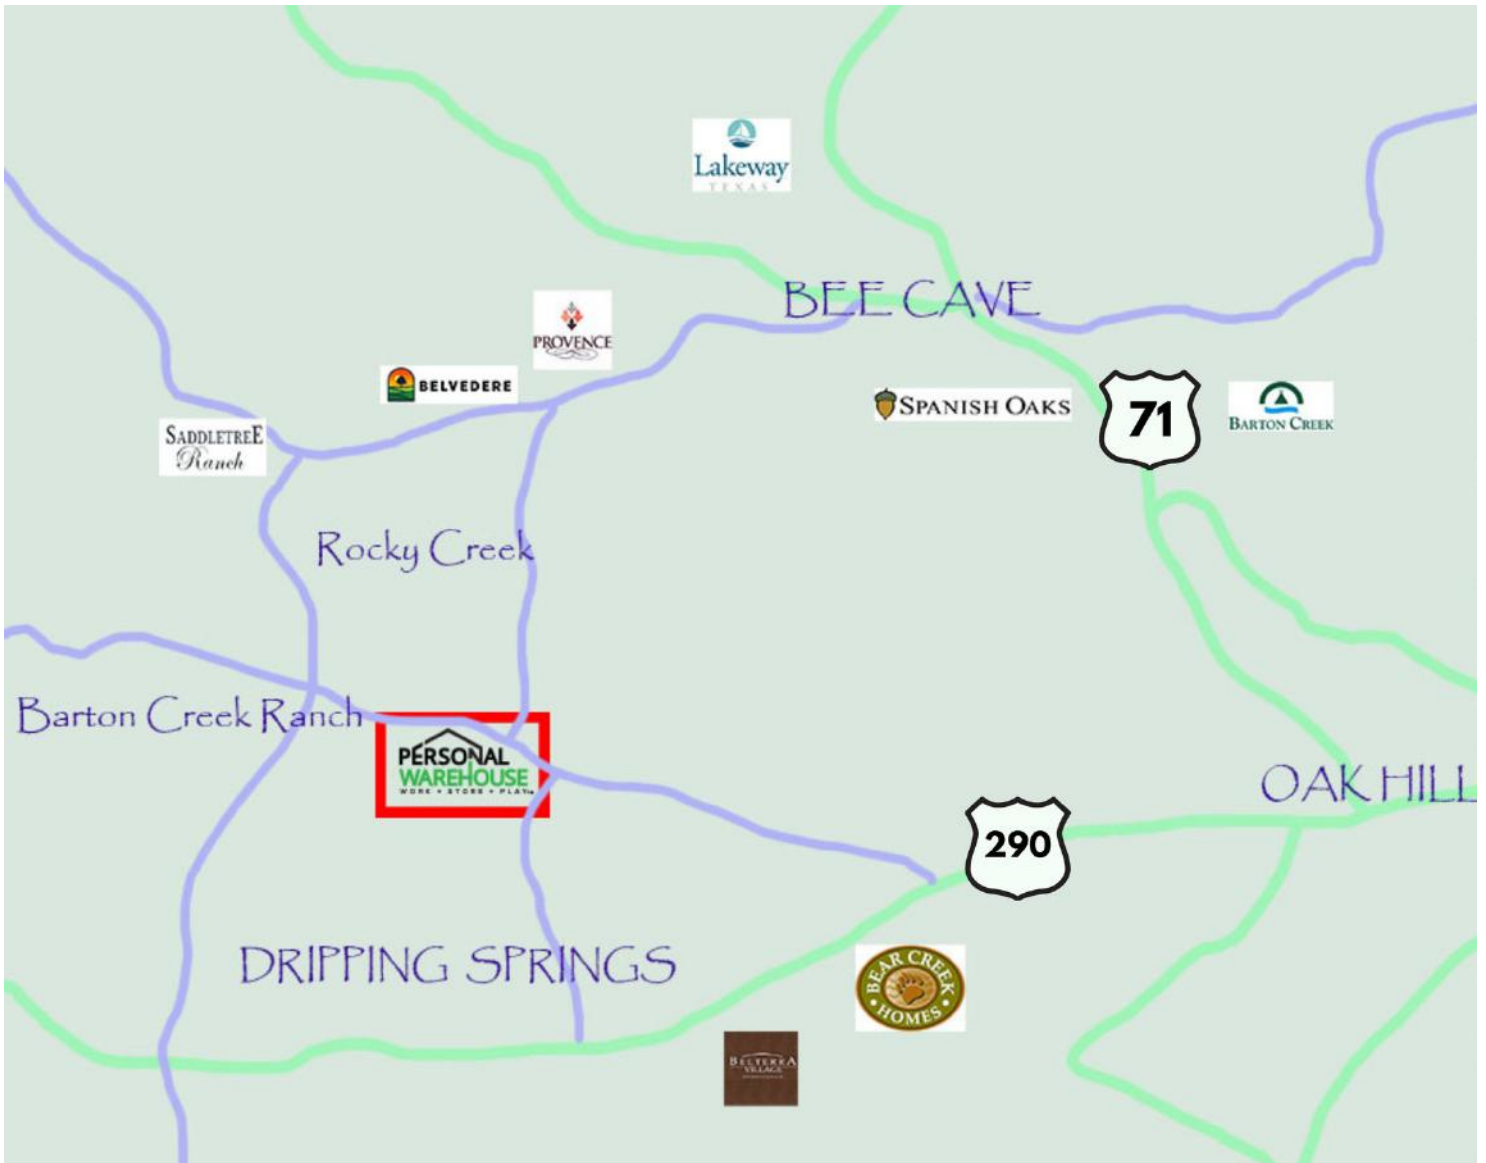 Lakeway
TEXAS
BEE CAVE
PROVENCE
BELVEDERE
SPANISH OAKS
71
BARTON CREEK
SADDLETREE
Ranch
Rocky Creek
Barton Creek Ranch
PERSONAL
WAREHOUSE
WORK • STORE • PLAY
OAK HILL
290
DRIPPING SPRINGS
BEAR CREEK
• HOMES •
BELTERRA
VILLAGE